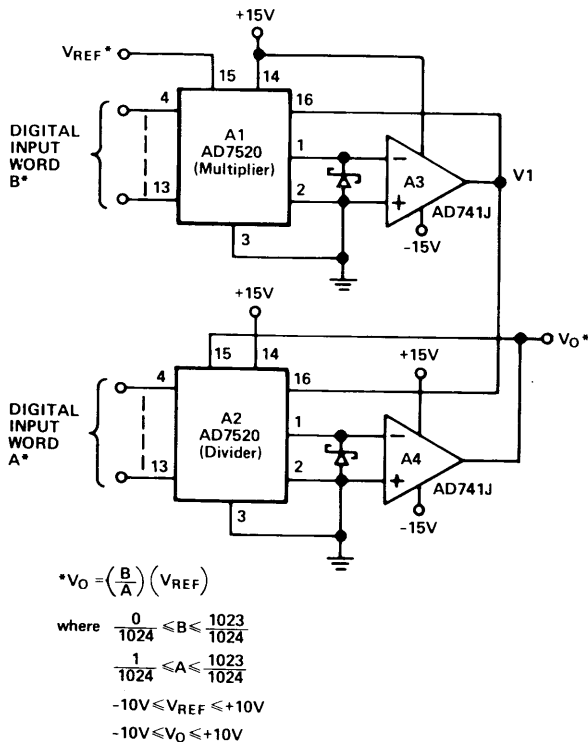 +15V
VREF*
15
14
4
16
DIGITAL
INPUT
WORD
B*
A1
AD7520
(Multiplier)
1
−
A3
V1
2
+
AD741J
13
3
-15V
+15V
15
14
VO*
4
16
+15V
DIGITAL
INPUT
WORD
A*
A2
AD7520
(Divider)
1
−
A4
2
+
AD741J
13
3
-15V
*VO = (B/A) (VREF)
where 0/1024 ≤ B ≤ 1023/1024
1/1024 ≤ A ≤ 1023/1024
-10V ≤ VREF ≤ +10V
-10V ≤ VO ≤ +10V